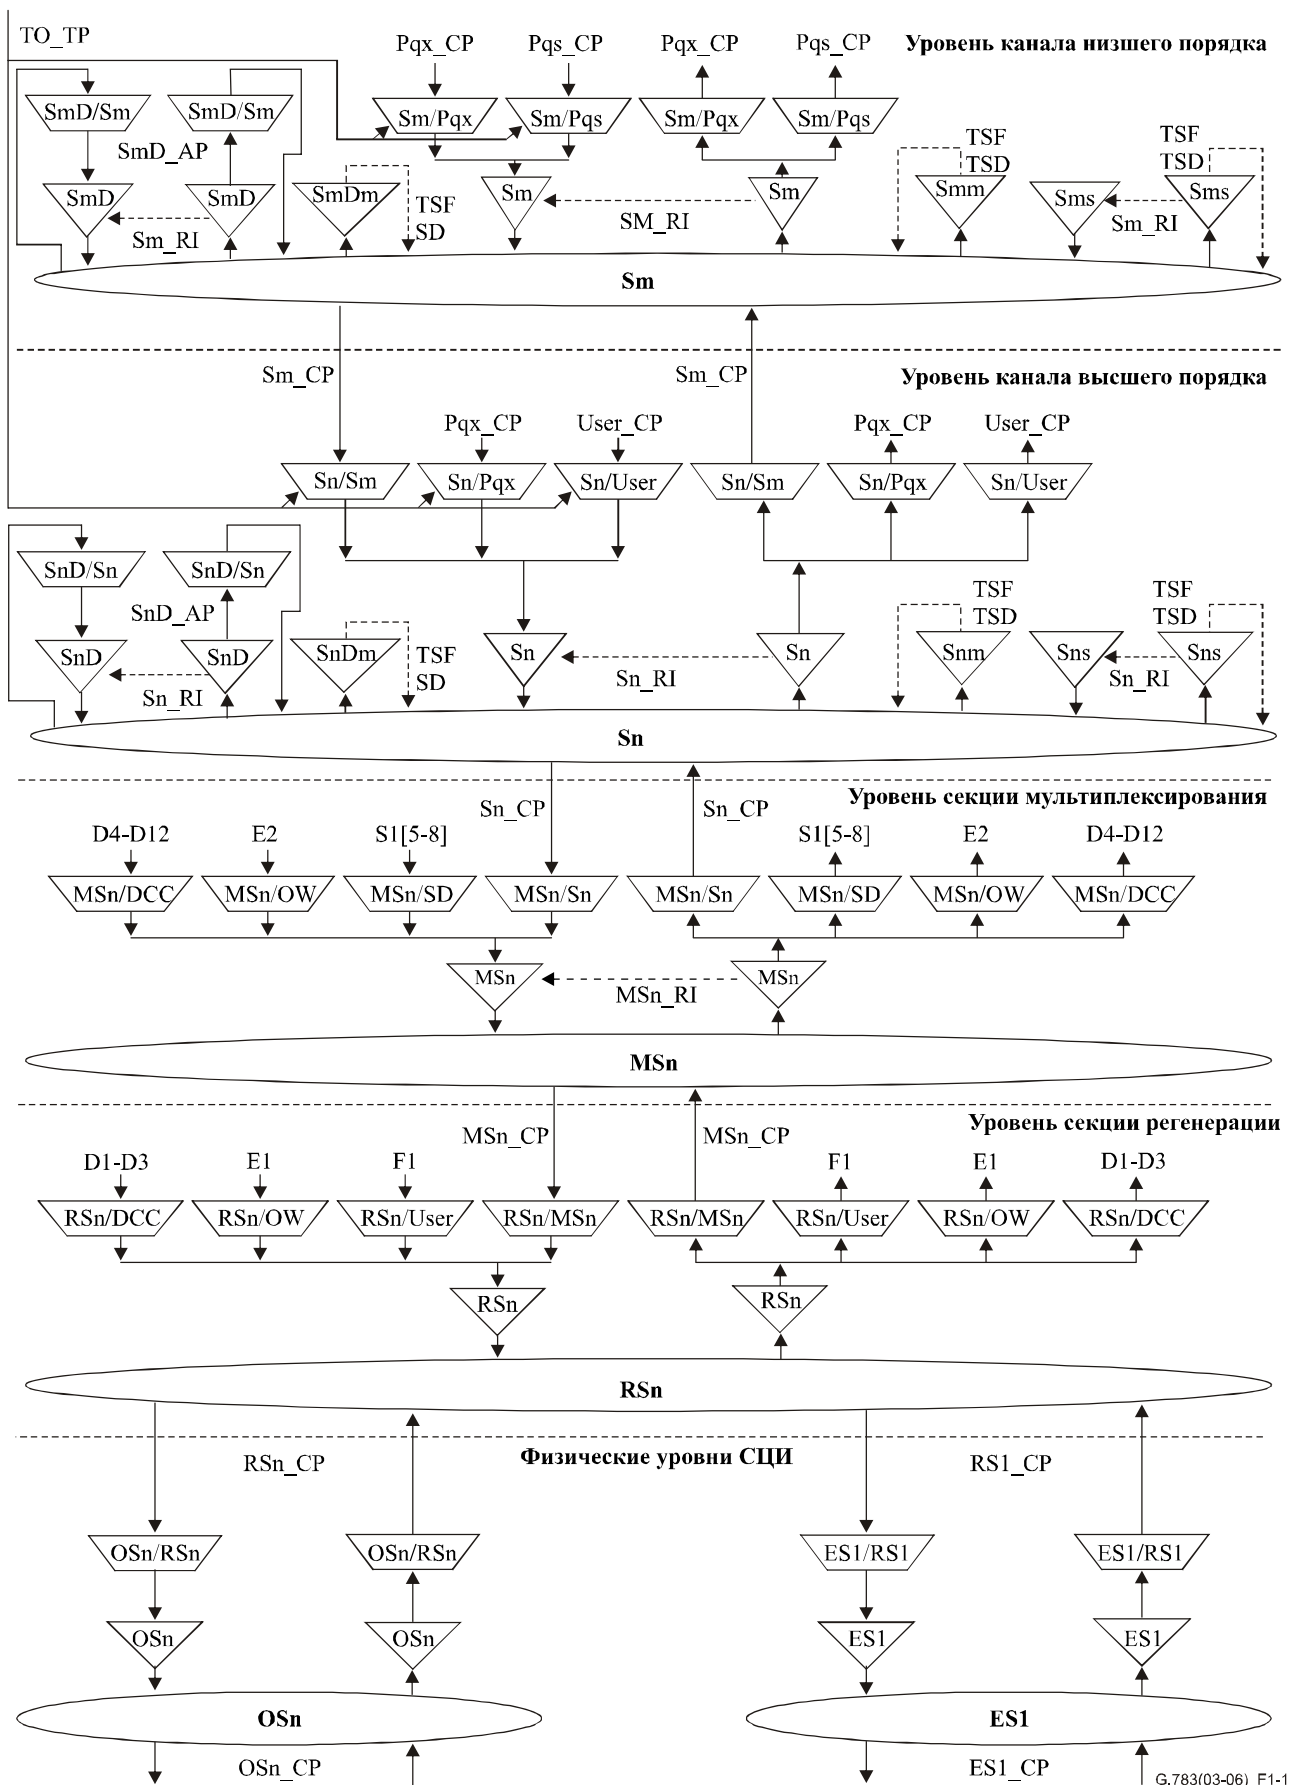 TO_TP
Pqx_CP Pqs_CP Pqx_CP Pqs_CP
Уровень канала низшего порядка
SmD/Sm SmD/Sm Sm/Pqx Sm/Pqs Sm/Pqx Sm/Pqs
SmD_AP
TSF
TSD
TSF
TSD
SmD SmD SmDm Sm Sm Smm Sms Sms
TSF
SD
Sm_RI SM_RI Sm_RI
Sm
Sm_CP Sm_CP
Уровень канала высшего порядка
Pqx_CP User_CP Pqx_CP User_CP
Sn/Sm Sn/Pqx Sn/User Sn/Sm Sn/Pqx Sn/User
SnD/Sn SnD/Sn
SnD_AP
TSF
TSD
TSF
TSD
SnD SnD SnDm Sn Sn Snm Sns Sns
TSF
SD
Sn_RI Sn_RI Sn_RI
Sn
Sn_CP Sn_CP
Уровень секции мультиплексирования
D4-D12 E2 S1[5-8] S1[5-8] E2 D4-D12
MSn/DCC MSn/OW MSn/SD MSn/Sn MSn/Sn MSn/SD MSn/OW MSn/DCC
MSn MSn
MSn_RI
MSn
Уровень секции регенерации
MSn_CP MSn_CP
D1-D3 E1 F1 F1 E1 D1-D3
RSn/DCC RSn/OW RSn/User RSn/MSn RSn/MSn RSn/User RSn/OW RSn/DCC
RSn RSn
RSn
Физические уровни СЦИ
RSn_CP RS1_CP
OSn/RSn OSn/RSn ES1/RS1 ES1/RS1
OSn OSn ES1 ES1
OSn ES1
OSn_CP ES1_CP
G.783(03-06)_F1-1